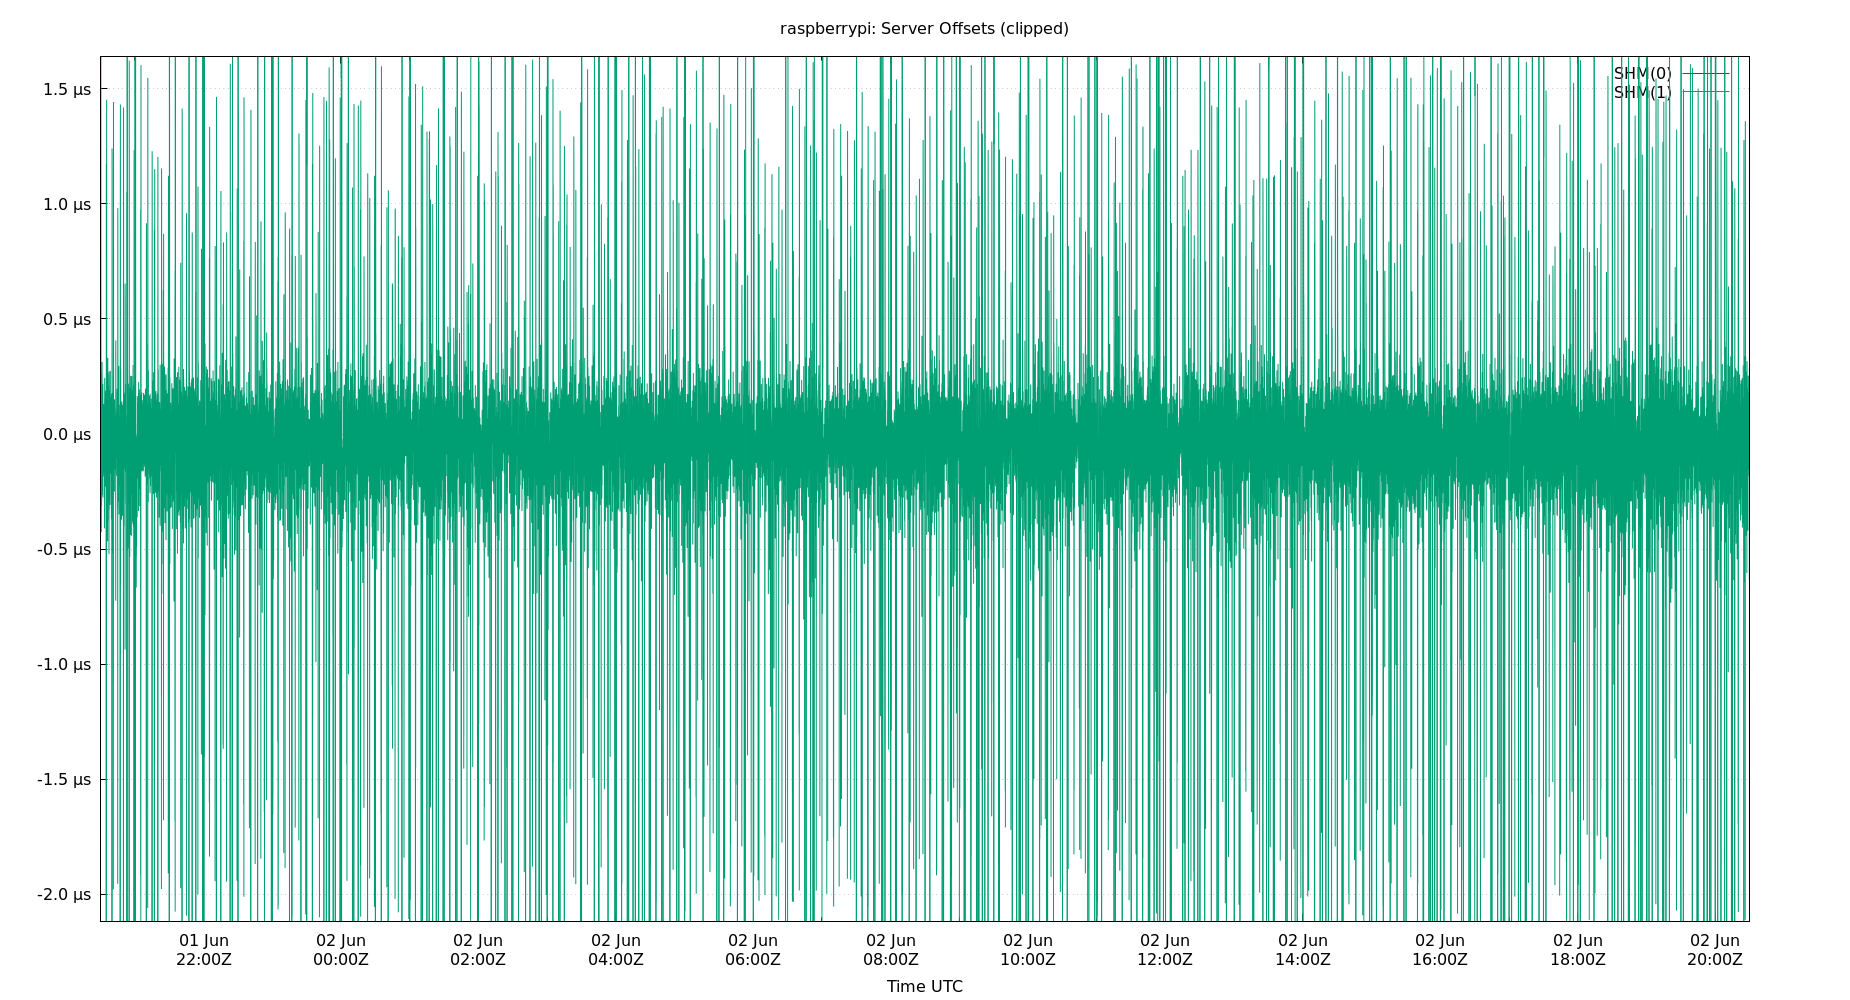 raspberrypi: Server Offsets (clipped)
SHM(0)
SHM(1)
1.5 µs
1.0 µs
0.5 µs
0.0 µs
-0.5 µs
-1.0 µs
-1.5 µs
-2.0 µs
01 Jun 02 Jun 02 Jun 02 Jun 02 Jun 02 Jun 02 Jun 02 Jun 02 Jun 02 Jun 02 Jun 02 Jun
22:00Z 00:00Z 02:00Z 04:00Z 06:00Z 08:00Z 10:00Z 12:00Z 14:00Z 16:00Z 18:00Z 20:00Z
Time UTC